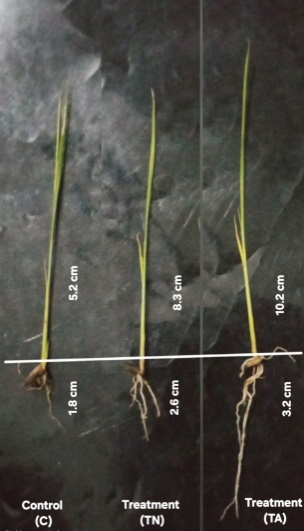 5.2 cm
8.3 cm
10.2 cm
1.8 cm
2.6 cm
3.2 cm
Control
(C)
Treatment
(TN)
Treatment
(TA)